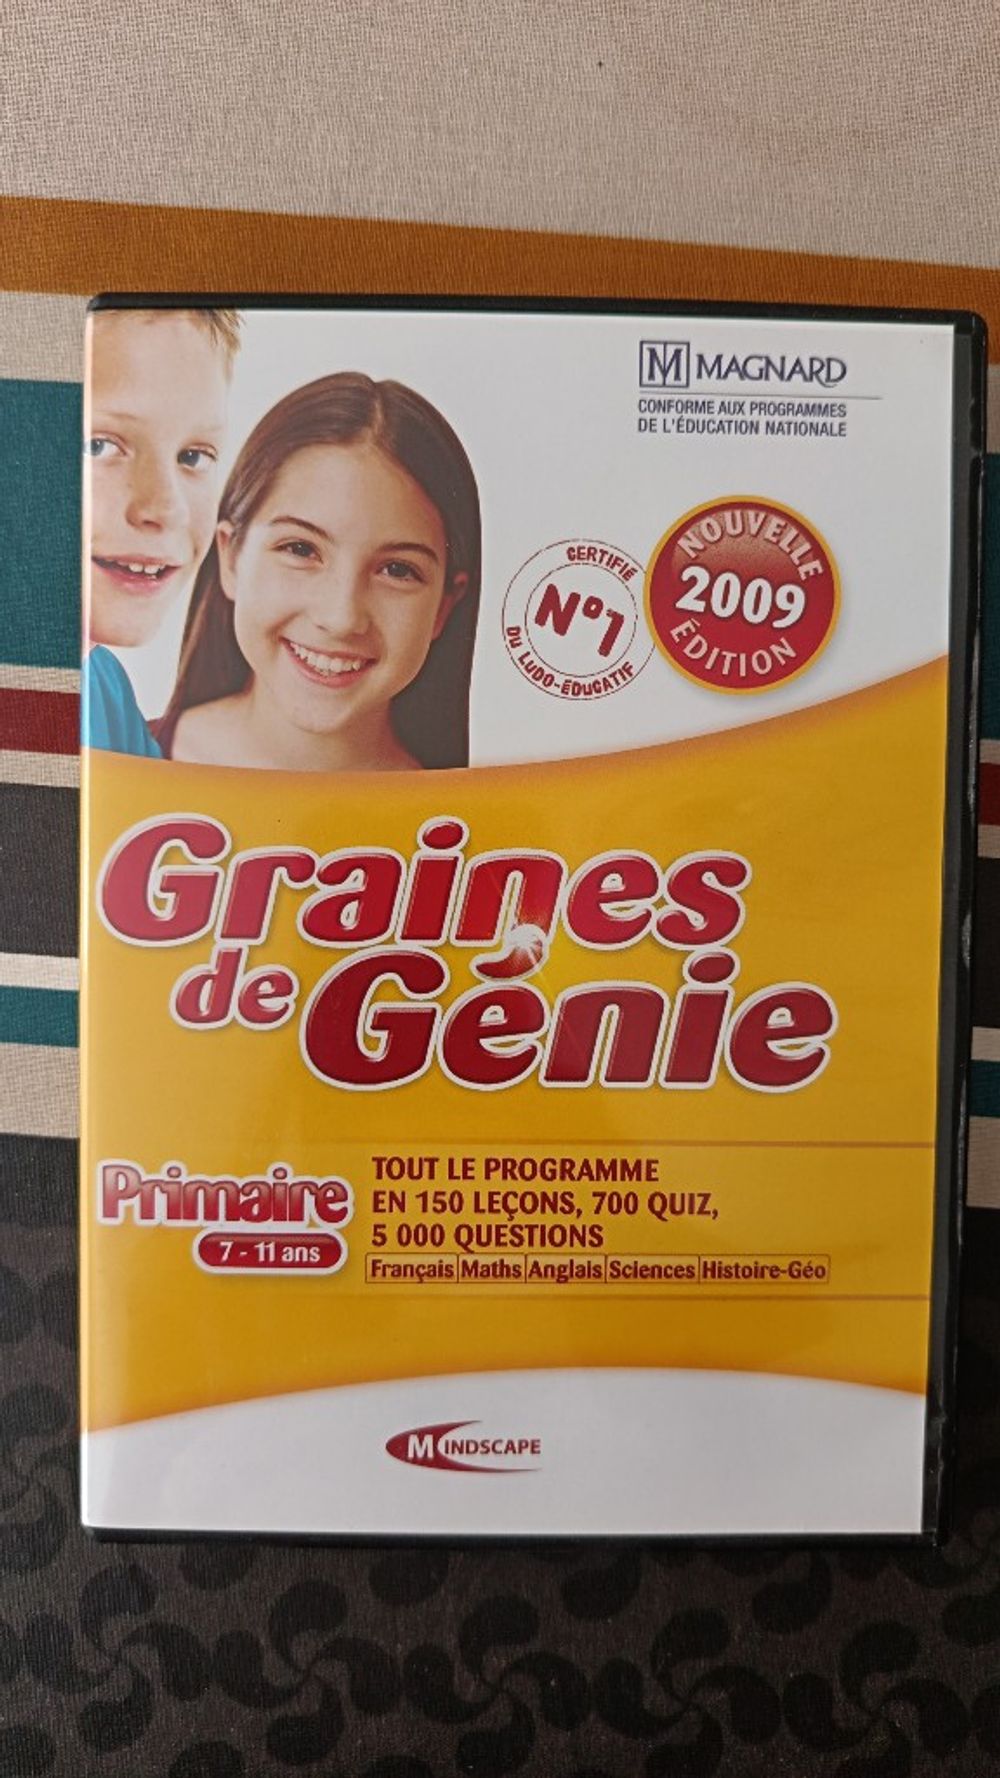 M MAGNARD
CONFORME AUX PROGRAMMES
DE L'ÉDUCATION NATIONALE
NOUVELLE
2009
ÉDITION
CERTIFIÉ
N°1
DU LUDO-ÉDUCATIF
Graines
de Génie
Primaire
7 - 11 ans
TOUT LE PROGRAMME
EN 150 LEÇONS, 700 QUIZ,
5 000 QUESTIONS
Français Maths Anglais Sciences Histoire-Géo
MINDSCAPE